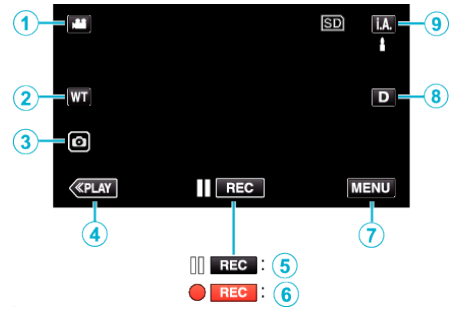 1 SD I.A. 9
2 WT D 8
3
«PLAY REC MENU
4 7
REC : 5
REC : 6